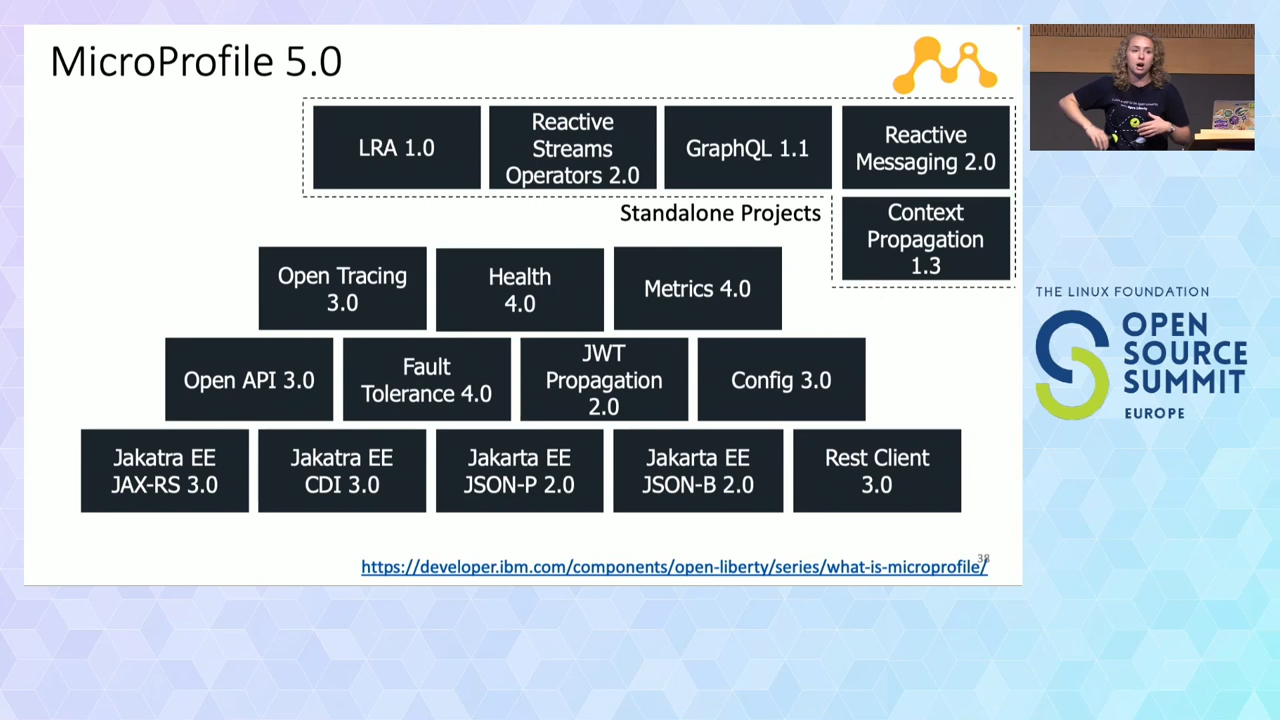 MicroProfile 5.0
LRA 1.0
Reactive
Streams
Operators 2.0
GraphQL 1.1
Reactive
Messaging 2.0
Standalone Projects
Context
Propagation
1.3
Open Tracing
3.0
Health
4.0
Metrics 4.0
Open API 3.0
Fault
Tolerance 4.0
JWT
Propagation
2.0
Config 3.0
Jakatra EE
JAX-RS 3.0
Jakatra EE
CDI 3.0
Jakarta EE
JSON-P 2.0
Jakarta EE
JSON-B 2.0
Rest Client
3.0
38
https://developer.ibm.com/components/open-liberty/series/what-is-microprofile/
THE LINUX FOUNDATION
OPEN
SOURCE
SUMMIT
EUROPE